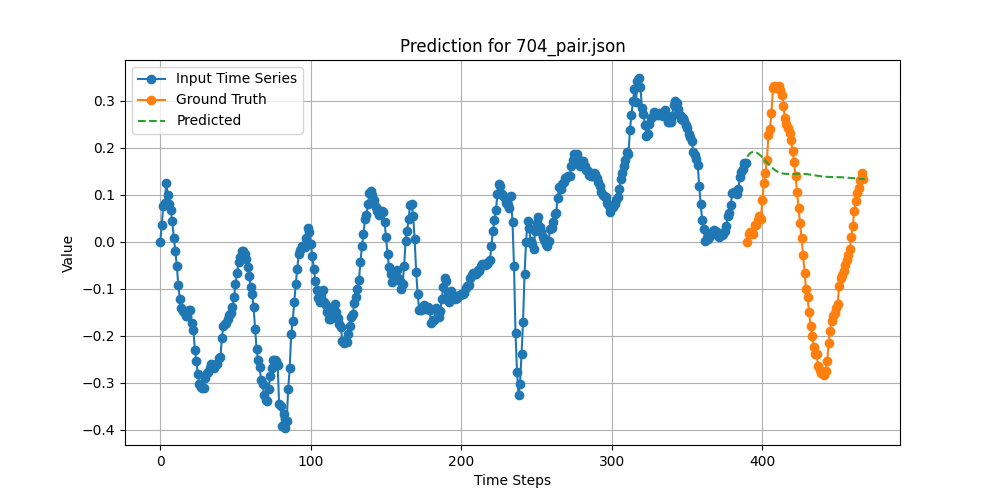 Prediction for 704_pair.json
Input Time Series
Ground Truth
Predicted
Value
0.3
0.2
0.1
0.0
−0.1
−0.2
−0.3
−0.4
0 100 200 300 400
Time Steps